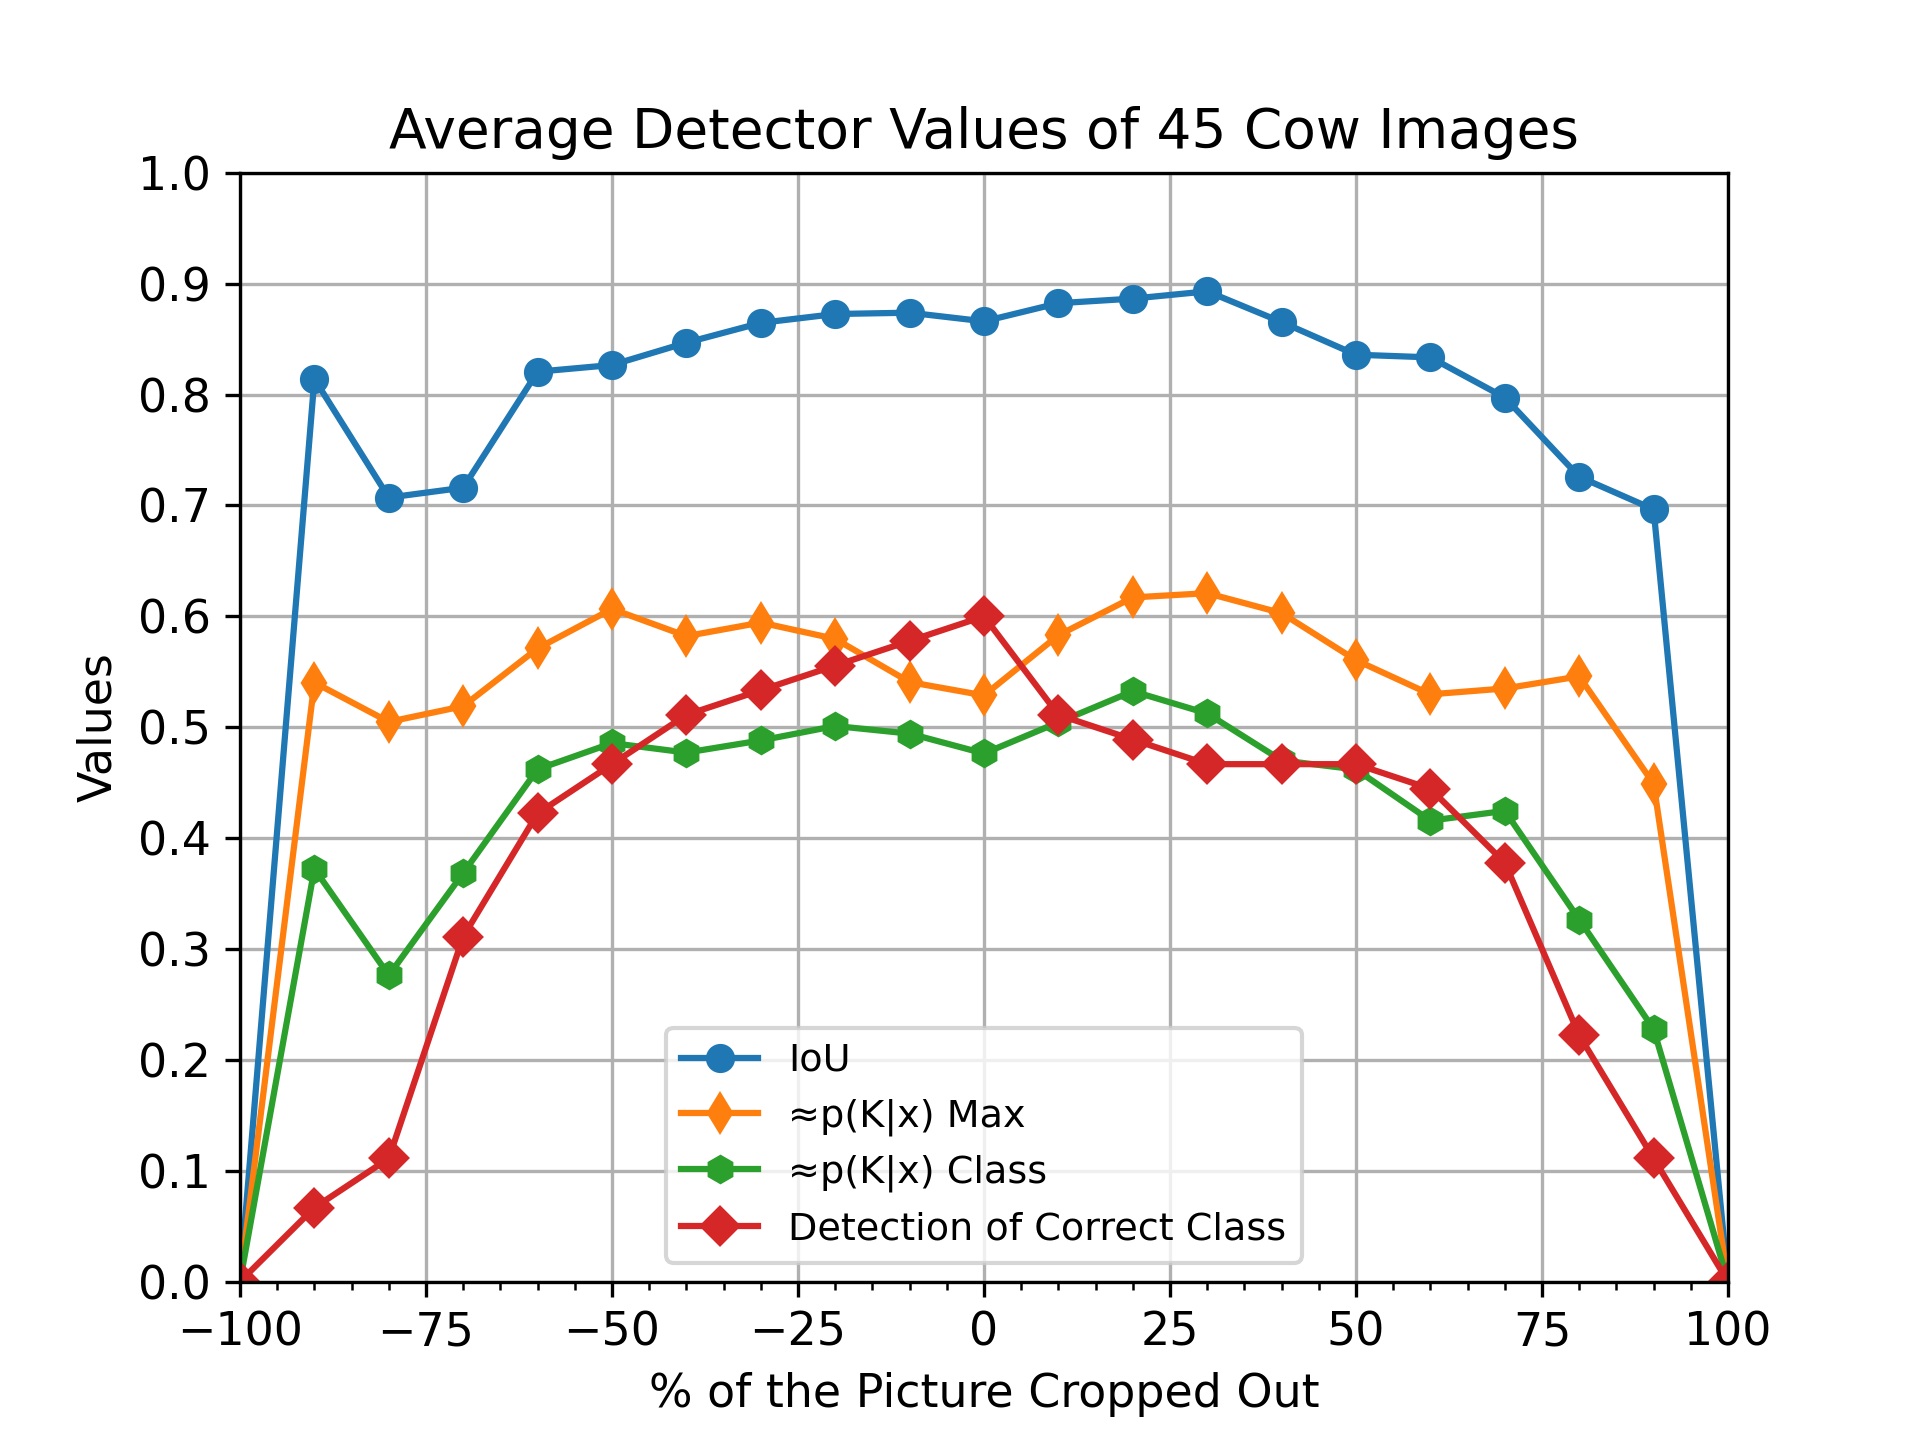 Average Detector Values of 45 Cow Images
1.0
0.9
0.8
0.7
0.6
0.5
0.4
0.3
0.2
0.1
0.0
Values
IoU
≈p(K|x) Max
≈p(K|x) Class
Detection of Correct Class
−100 −75 −50 −25 0 25 50 75 100
% of the Picture Cropped Out